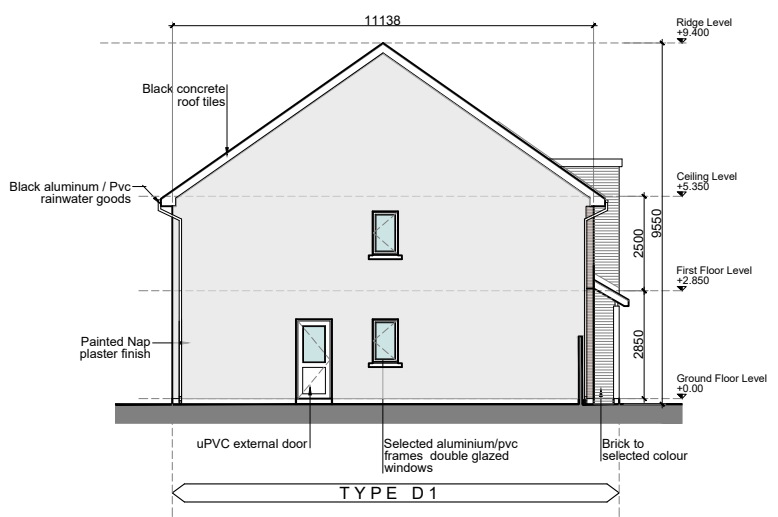 11138
Ridge Level
+9.400
Black concrete
roof tiles
Black aluminum / Pvc
rainwater goods
Ceiling Level
+5.350
2500
9550
First Floor Level
+2.850
Painted Nap
plaster finish
2850
Ground Floor Level
+0.00
uPVC external door
Selected aluminium/pvc
frames double glazed
windows
Brick to
selected colour
TYPE D1